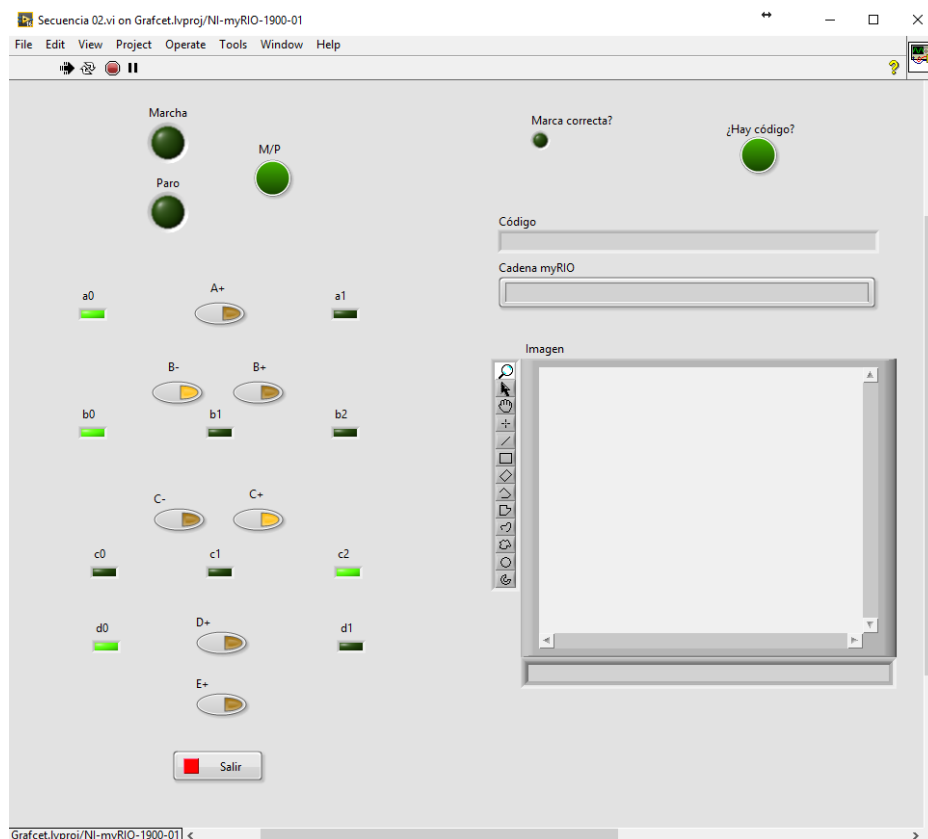 Secuencia 02.vi on Grafcet.lvproj/NI-myRIO-1900-01
File Edit View Project Operate Tools Window Help
?
Marcha
M/P
Paro
Marca correcta?
¿Hay código?
Código
Cadena myRIO
a0 A+ a1
B- B+
b0 b1 b2
C- C+
c0 c1 c2
d0 D+ d1
E+
Salir
Imagen
Grafcet.lvproj/NI-myRIO-1900-01